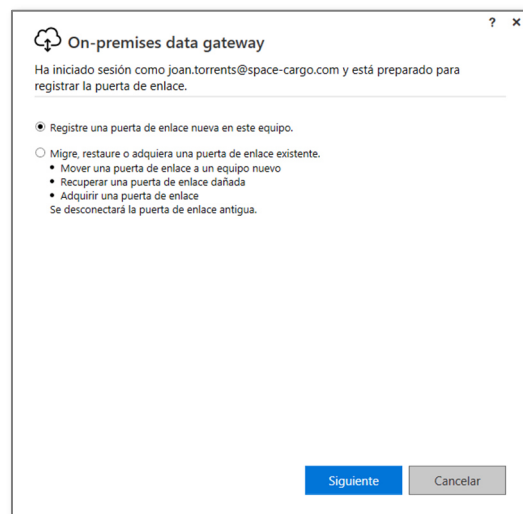 ? ×
On-premises data gateway
Ha iniciado sesión como joan.torrents@space-cargo.com y está preparado para
registrar la puerta de enlace.
Registre una puerta de enlace nueva en este equipo.
Migre, restaure o adquiera una puerta de enlace existente.
• Mover una puerta de enlace a un equipo nuevo
• Recuperar una puerta de enlace dañada
• Adquirir una puerta de enlace
Se desconectará la puerta de enlace antigua.
Siguiente Cancelar